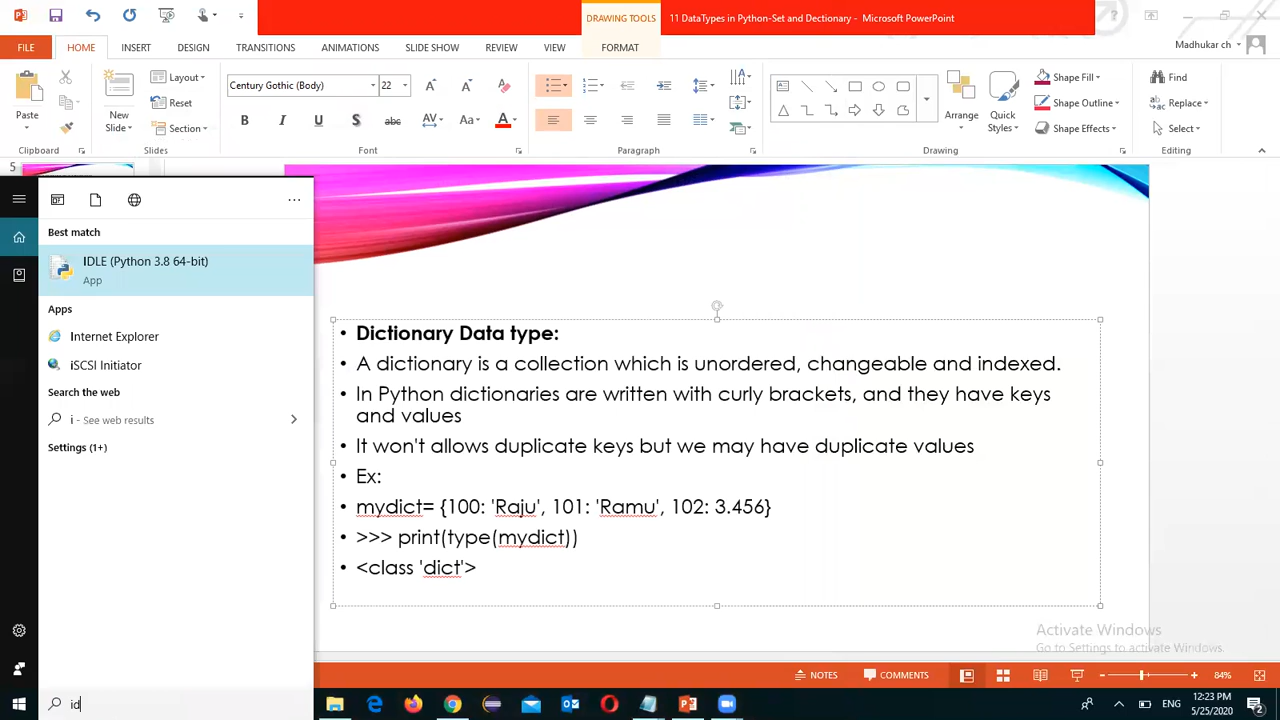 DRAWING TOOLS
11 DataTypes in Python-Set and Dectionary - Microsoft PowerPoint
?
FILE
HOME
INSERT
DESIGN
TRANSITIONS
ANIMATIONS
SLIDE SHOW
REVIEW
VIEW
FORMAT
Madhukar ch
Paste
New
Slide
Layout
Reset
Section
Century Gothic (Body)
22
B I U S abc AV Aa A
Arrange
Quick
Styles
Shape Fill
Shape Outline
Shape Effects
Find
Replace
Select
Clipboard
Slides
Font
Paragraph
Drawing
Editing
5
Best match
IDLE (Python 3.8 64-bit)
App
Apps
Internet Explorer
iSCSI Initiator
Search the web
i - See web results
Settings (1+)
id
• Dictionary Data type:
• A dictionary is a collection which is unordered, changeable and indexed.
• In Python dictionaries are written with curly brackets, and they have keys
and values
• It won't allows duplicate keys but we may have duplicate values
• Ex:
• mydict= {100: 'Raju', 101: 'Ramu', 102: 3.456}
• >>> print(type(mydict))
• <class 'dict'>
Activate Windows
Go to Settings to activate Windows.
NOTES
COMMENTS
84%
ENG
12:23 PM
5/25/2020
2